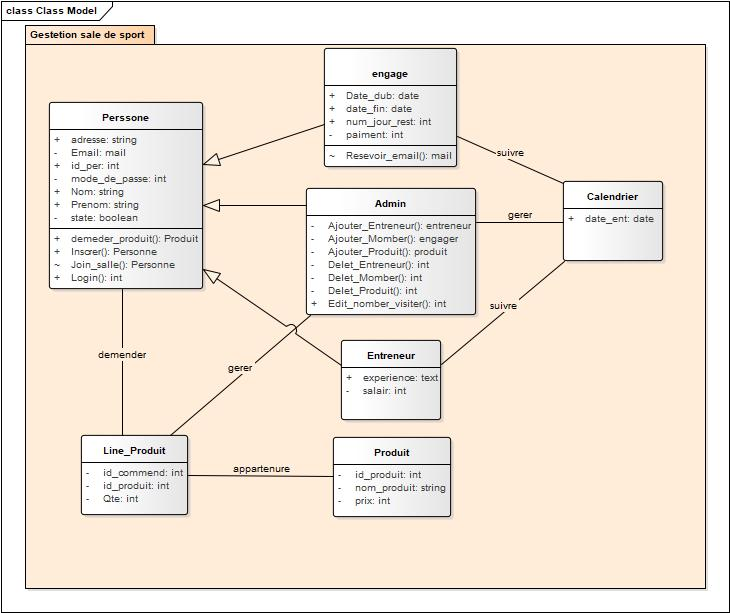 class Class Model
Gestetion sale de sport
engage
+ Date_dub: date
+ date_fin: date
+ num_jour_rest: int
- paiment: int
~ Resevoir_email(): mail
Perssone
+ adresse: string
- Email: mail
+ id_per: int
- mode_de_passe: int
+ Nom: string
+ Prenom: string
- state: boolean
+ demeder_produit(): Produit
+ Inscrer(): Personne
~ Join_salle(): Personne
+ Login(): int
Admin
- Ajouter_Entreneur(): entreneur
- Ajouter_Momber(): engager
- Ajouter_Produit(): produit
- Delet_Entreneur(): int
- Delet_Momber(): int
- Delet_Produit(): int
+ Edit_nomber_visiter(): int
Calendrier
+ date_ent: date
suivre
gerer
suivre
Entreneur
+ experience: text
- salair: int
demender
gerer
Line_Produit
- id_commend: int
- id_produit: int
- Qte: int
appartenure
Produit
- id_produit: int
- nom_produit: string
- prix: int